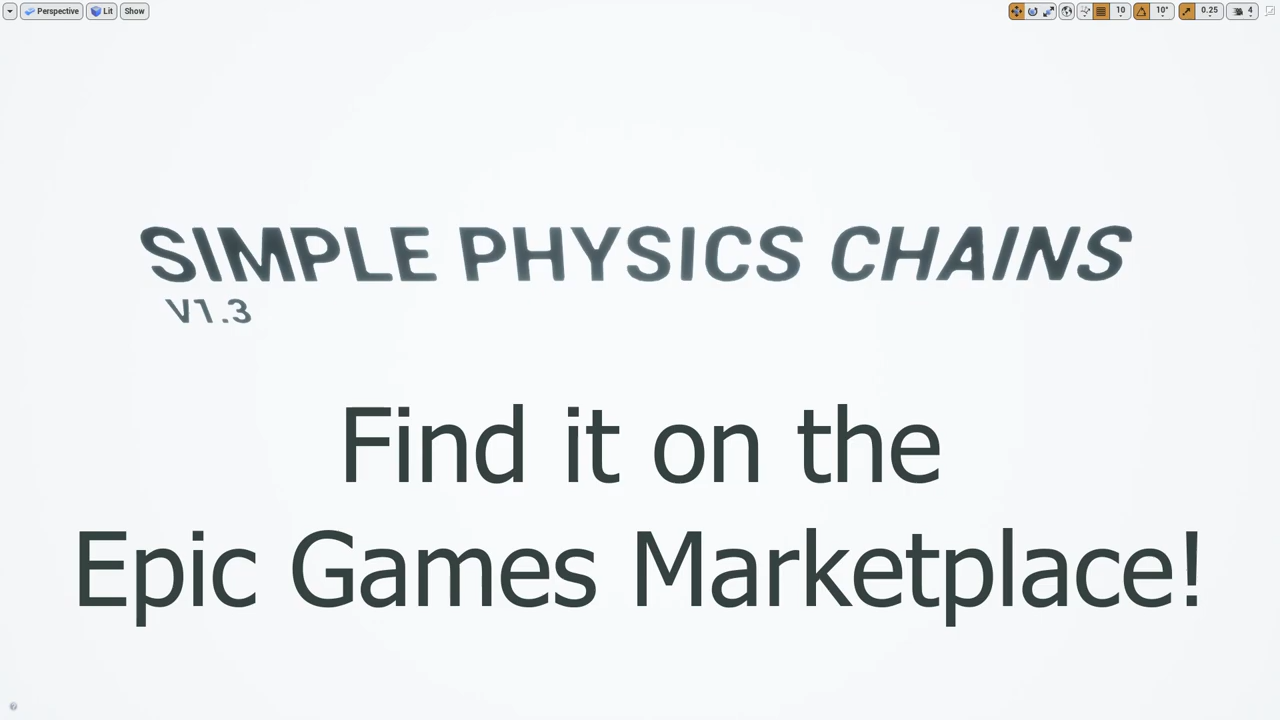 Perspective Lit Show 10 10° 0.25 4
SIMPLE PHYSICS CHAINS
V1.3
Find it on the
Epic Games Marketplace!